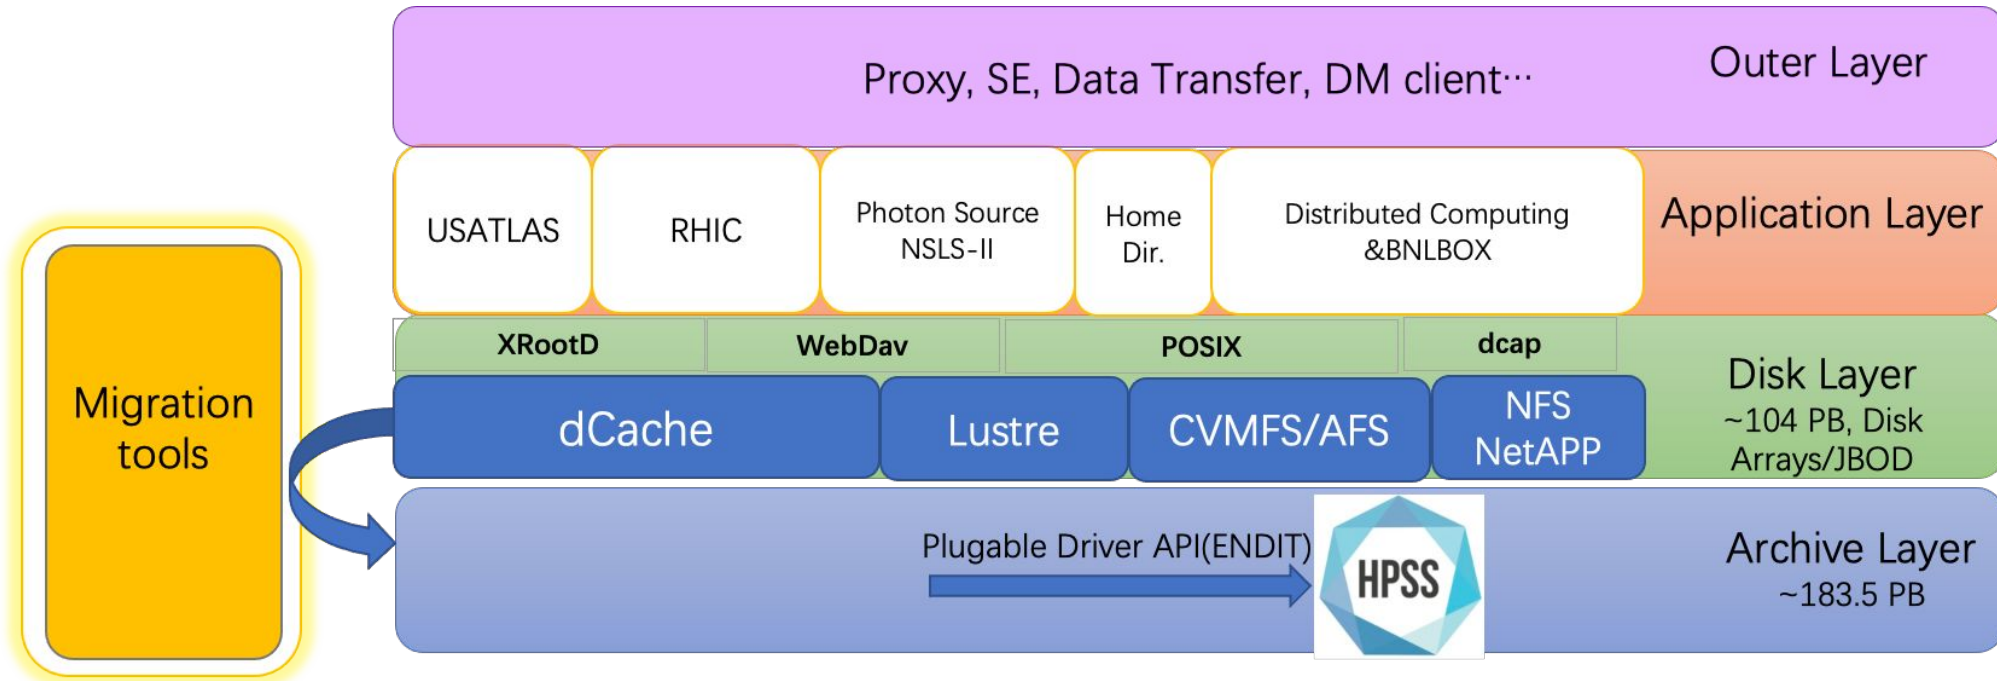 Proxy, SE, Data Transfer, DM client···
Outer Layer
USATLAS
RHIC
Photon Source
NSLS-II
Home
Dir.
Distributed Computing
&BNLBOX
Application Layer
Migration
tools
XRootD
WebDav
POSIX
dcap
dCache
Lustre
CVMFS/AFS
NFS
NetAPP
Disk Layer
~104 PB, Disk
Arrays/JBOD
Plugable Driver API(ENDIT)
HPSS
Archive Layer
~183.5 PB